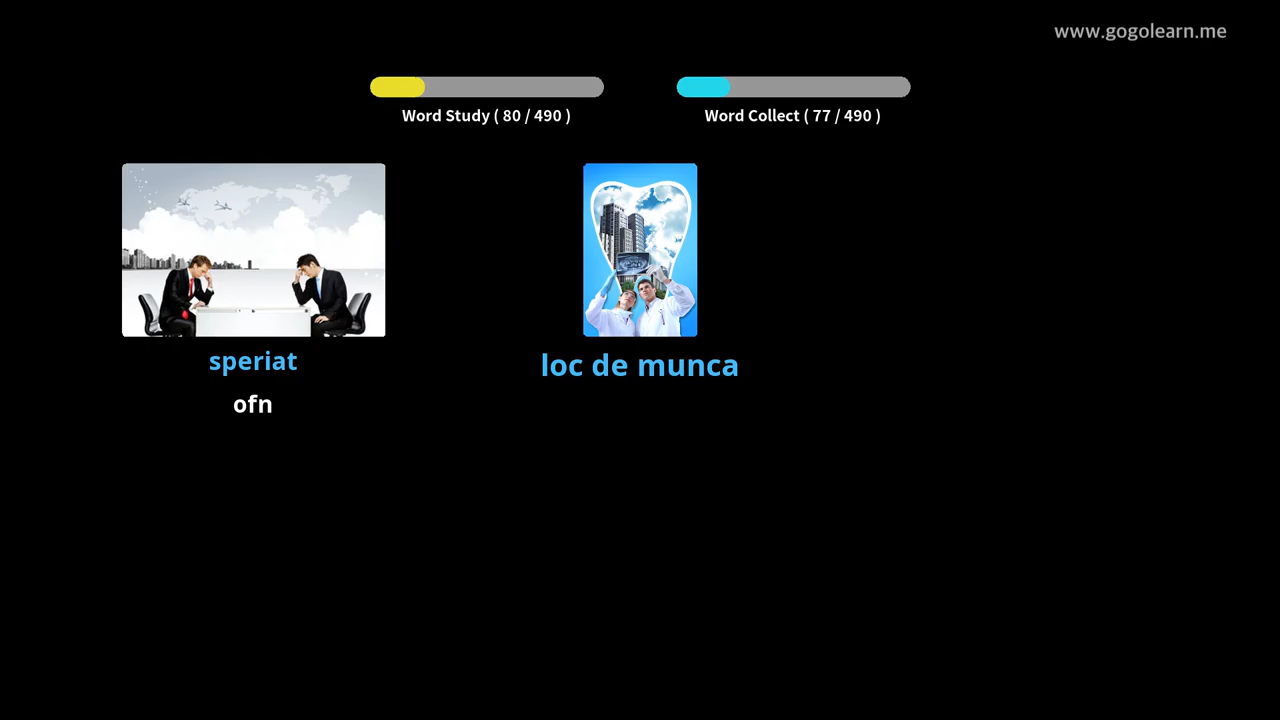 www.gogolearn.me
Word Study ( 80 / 490 )
Word Collect ( 77 / 490 )
speriat
ofn
loc de munca